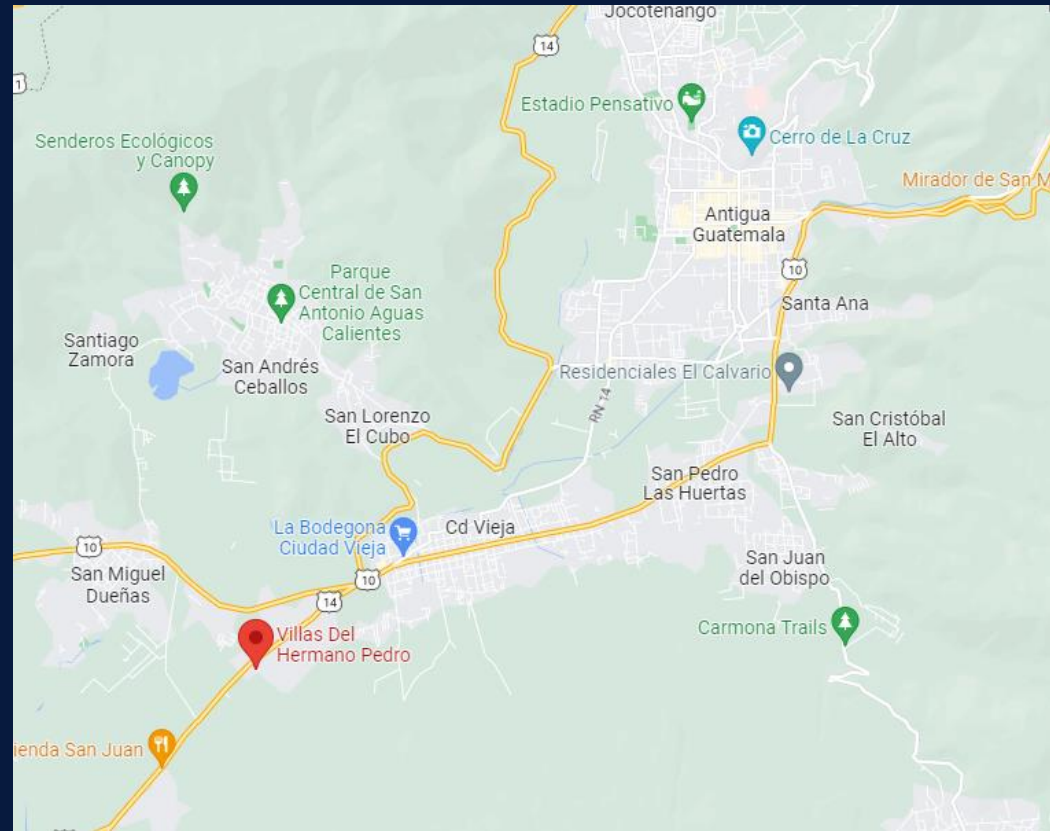 Jocotenango
14
1
Estadio Pensativo
Cerro de La Cruz
Senderos Ecológicos
y Canopy
Mirador de San M
Antigua
Guatemala
10
Parque
Central de San
Antonio Aguas
Calientes
Santa Ana
Santiago
Zamora
San Andrés
Ceballos
Residenciales El Calvario
RN 14
San Lorenzo
El Cubo
San Cristóbal
El Alto
San Pedro
Las Huertas
La Bodegona
Ciudad Vieja
Cd Vieja
10
San Miguel
Dueñas
10
14
San Juan
del Obispo
Villas Del
Hermano Pedro
Carmona Trails
ienda San Juan